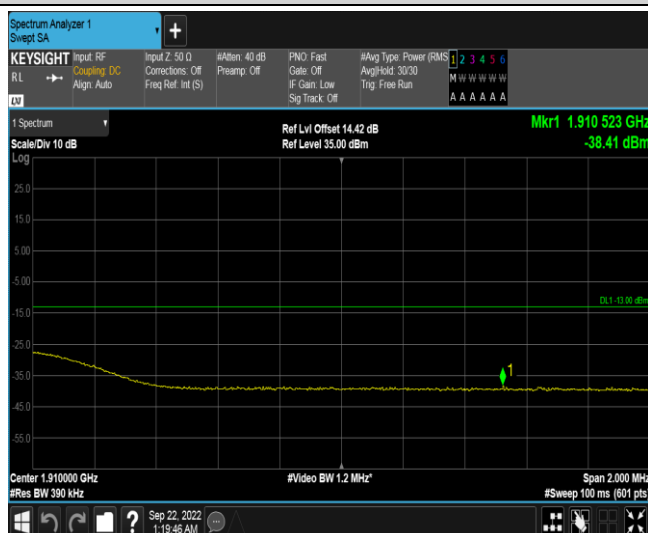 Spectrum Analyzer 1
Swept SA
+
KEYSIGHT
RL
Input: RF
Coupling: DC
Align: Auto
Input Z: 50 Ω
Corrections: Off
Freq Ref: Int (S)
#Atten: 40 dB
Preamp: Off
PNO: Fast
Gate: Off
IF Gain: Low
Sig Track: Off
#Avg Type: Power (RMS
Avg|Hold: 30/30
Trig: Free Run
1 2 3 4 5 6
M W W W W W
A A A A A A
LXI
1 Spectrum
Scale/Div 10 dB
Ref Lvl Offset 14.42 dB
Ref Level 35.00 dBm
Mkr1 1.910 523 GHz
-38.41 dBm
Log
25.0
15.0
5.00
-5.00
DL1 -13.00 dBm
-15.0
-25.0
-35.0
1
-45.0
-55.0
Center 1.910000 GHz
#Video BW 1.2 MHz*
Span 2.000 MHz
#Res BW 390 kHz
#Sweep 100 ms (601 pts)
?
Sep 22, 2022
1:19:46 AM